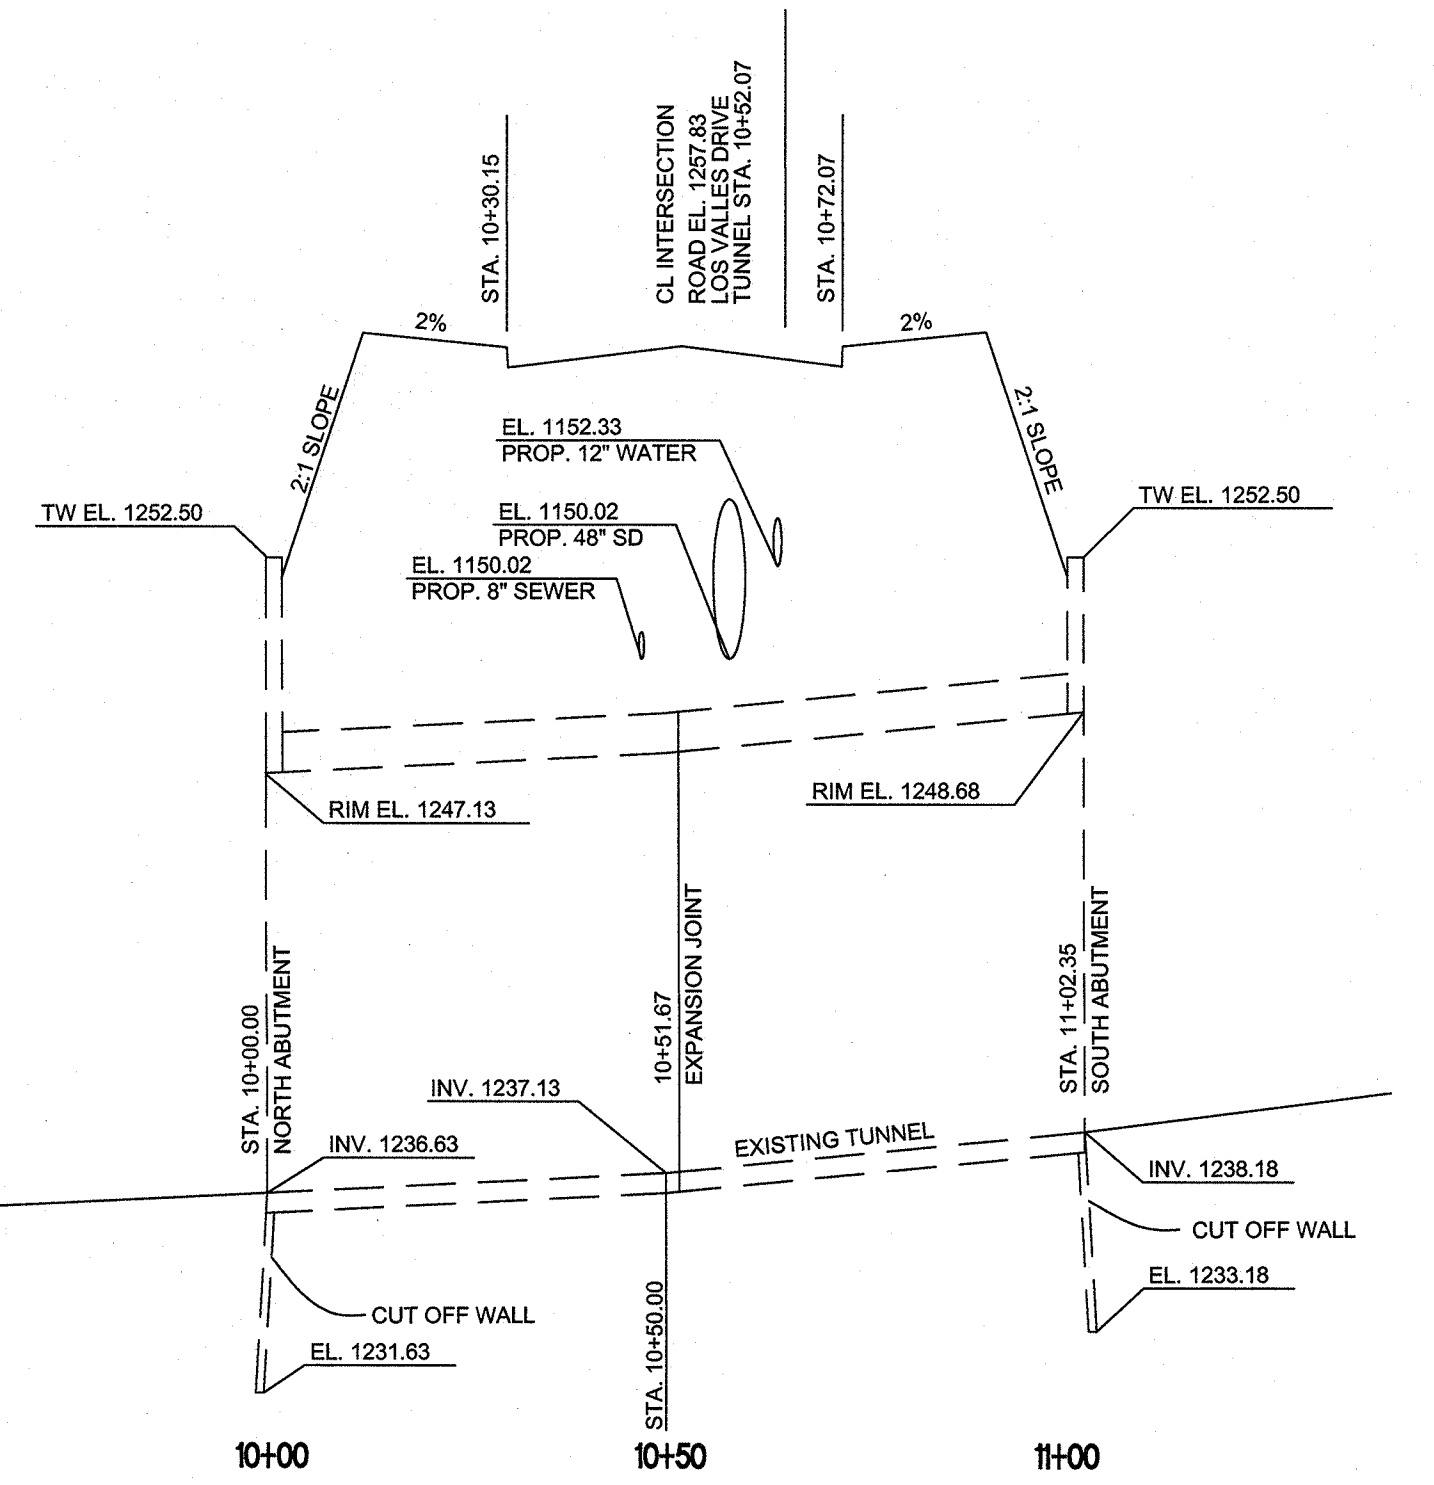 STA. 10+30.15
CL INTERSECTION
ROAD EL. 1257.83
LOS VALLES DRIVE
TUNNEL STA. 10+52.07
STA. 10+72.07
2%
2%
2:1 SLOPE
2:1 SLOPE
EL. 1152.33
PROP. 12" WATER
TW EL. 1252.50
TW EL. 1252.50
EL. 1150.02
PROP. 48" SD
EL. 1150.02
PROP. 8" SEWER
RIM EL. 1247.13
RIM EL. 1248.68
STA. 10+00.00
NORTH ABUTMENT
10+51.67
EXPANSION JOINT
STA. 11+02.35
SOUTH ABUTMENT
INV. 1237.13
INV. 1236.63
EXISTING TUNNEL
INV. 1238.18
CUT OFF WALL
EL. 1233.18
CUT OFF WALL
EL. 1231.63
STA. 10+50.00
10+00
10+50
11+00